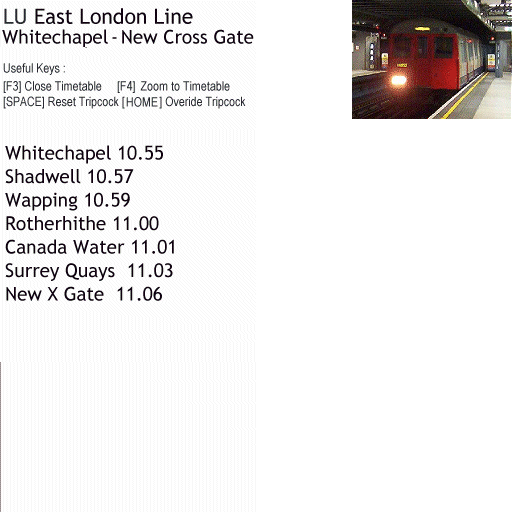 LU East London Line
Whitechapel - New Cross Gate
Useful Keys :
[F3] Close Timetable [F4] Zoom to Timetable
[SPACE] Reset Tripcock [HOME] Overide Tripcock
Whitechapel 10.55
Shadwell 10.57
Wapping 10.59
Rotherhithe 11.00
Canada Water 11.01
Surrey Quays 11.03
New X Gate 11.06